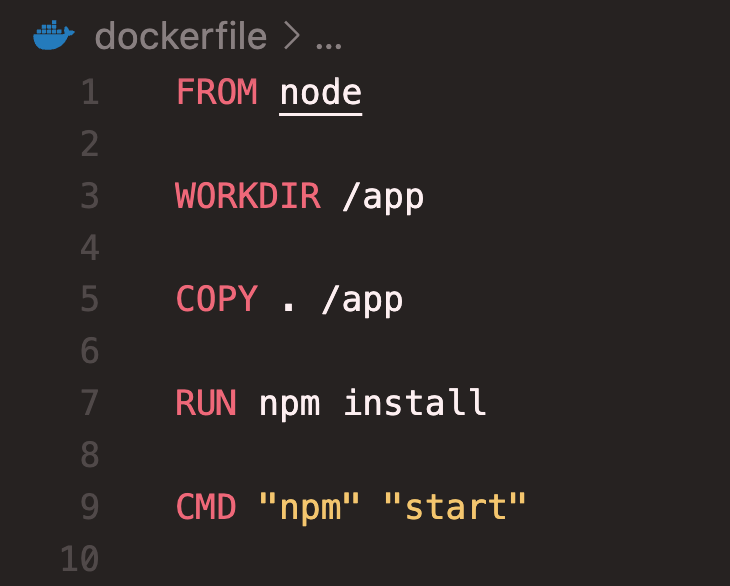 dockerfile > ...
1 FROM node
2
3 WORKDIR /app
4
5 COPY . /app
6
7 RUN npm install
8
9 CMD "npm" "start"
10